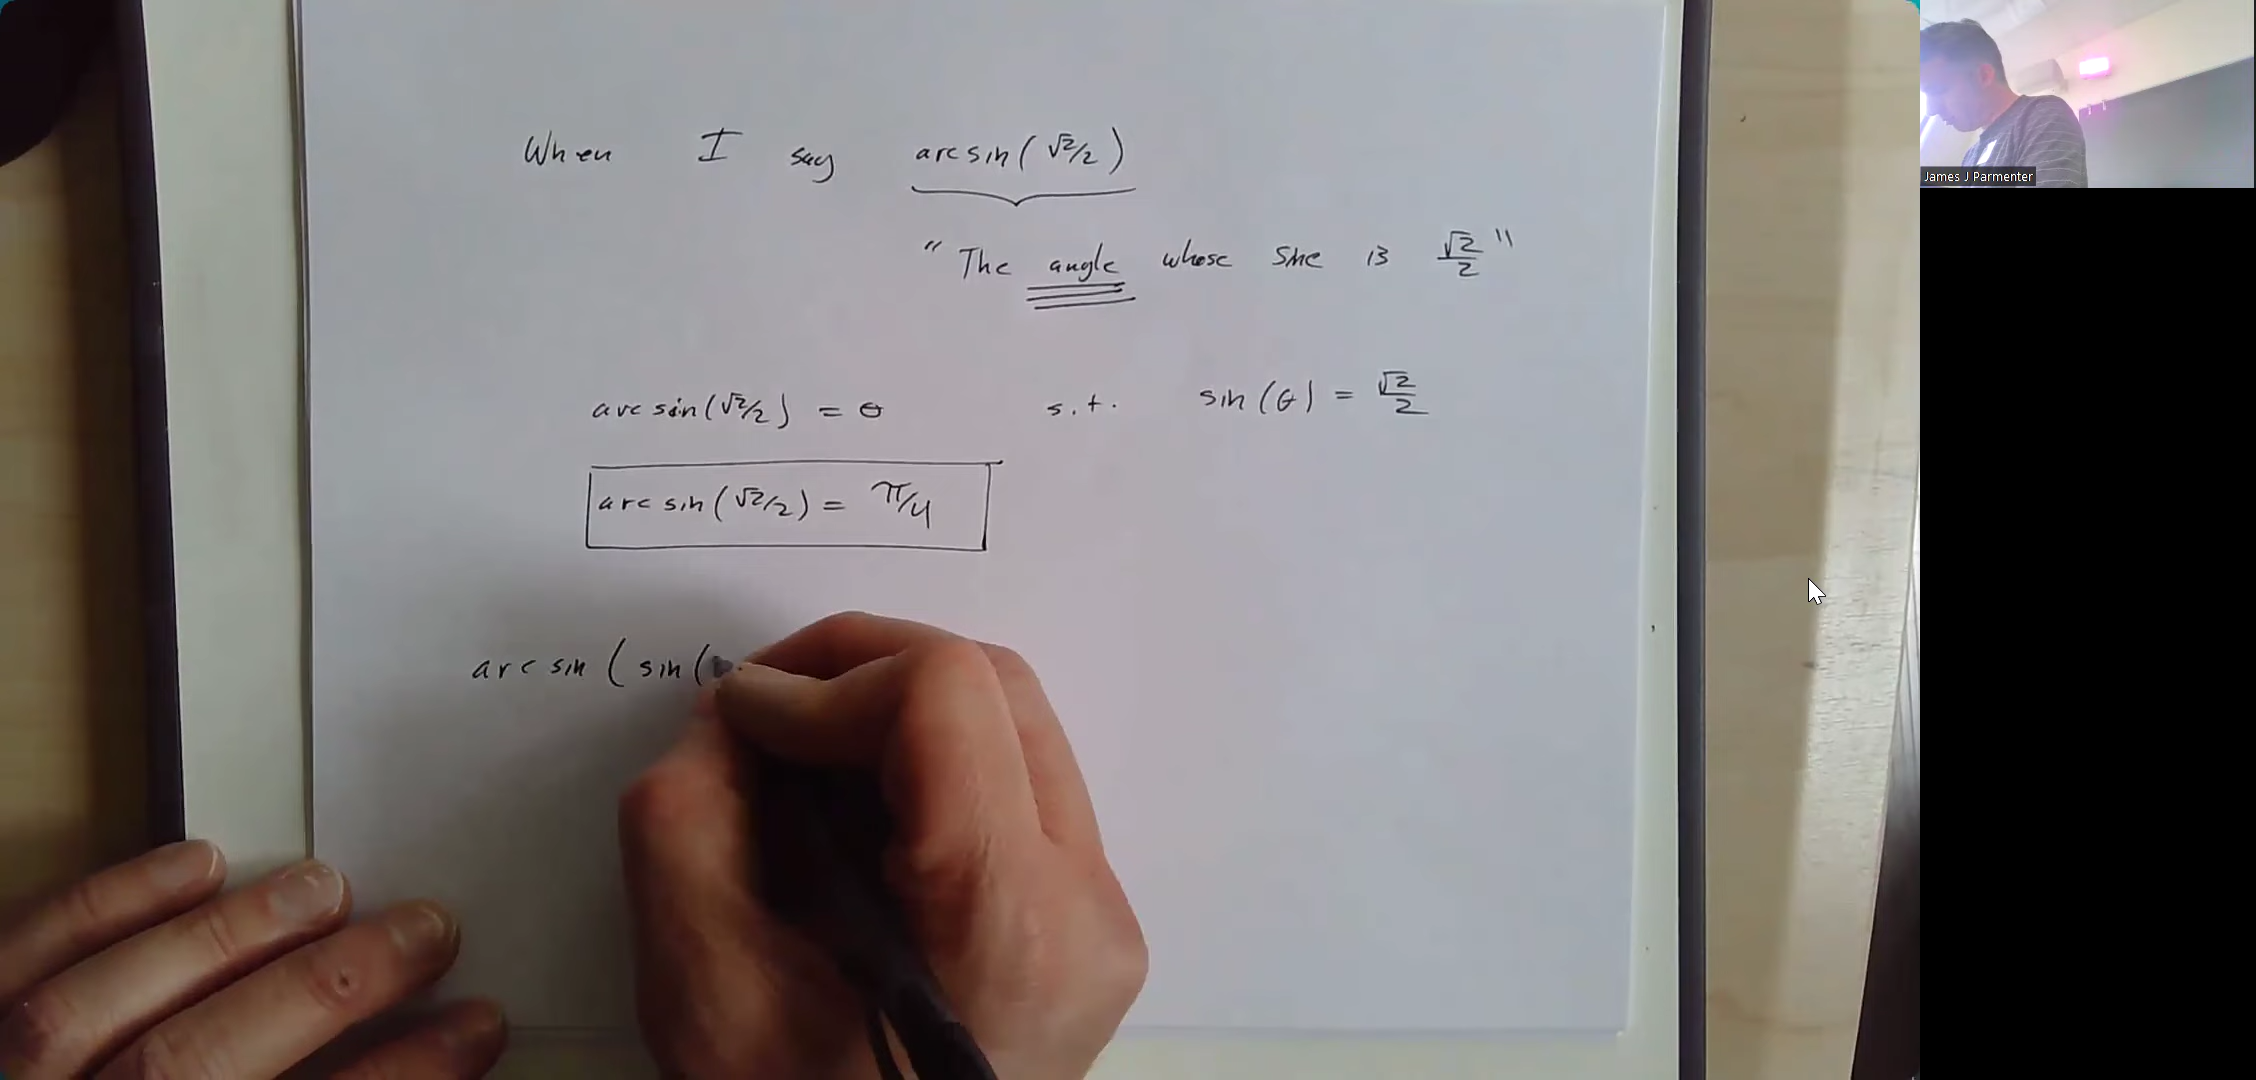 When I say arcsin(√2/2)
"The angle whose sine is √2/2"
arcsin(√2/2) = θ s.t. sin(θ) = √2/2
arcsin(√2/2) = π/4
arcsin(sin(
James J Parmenter